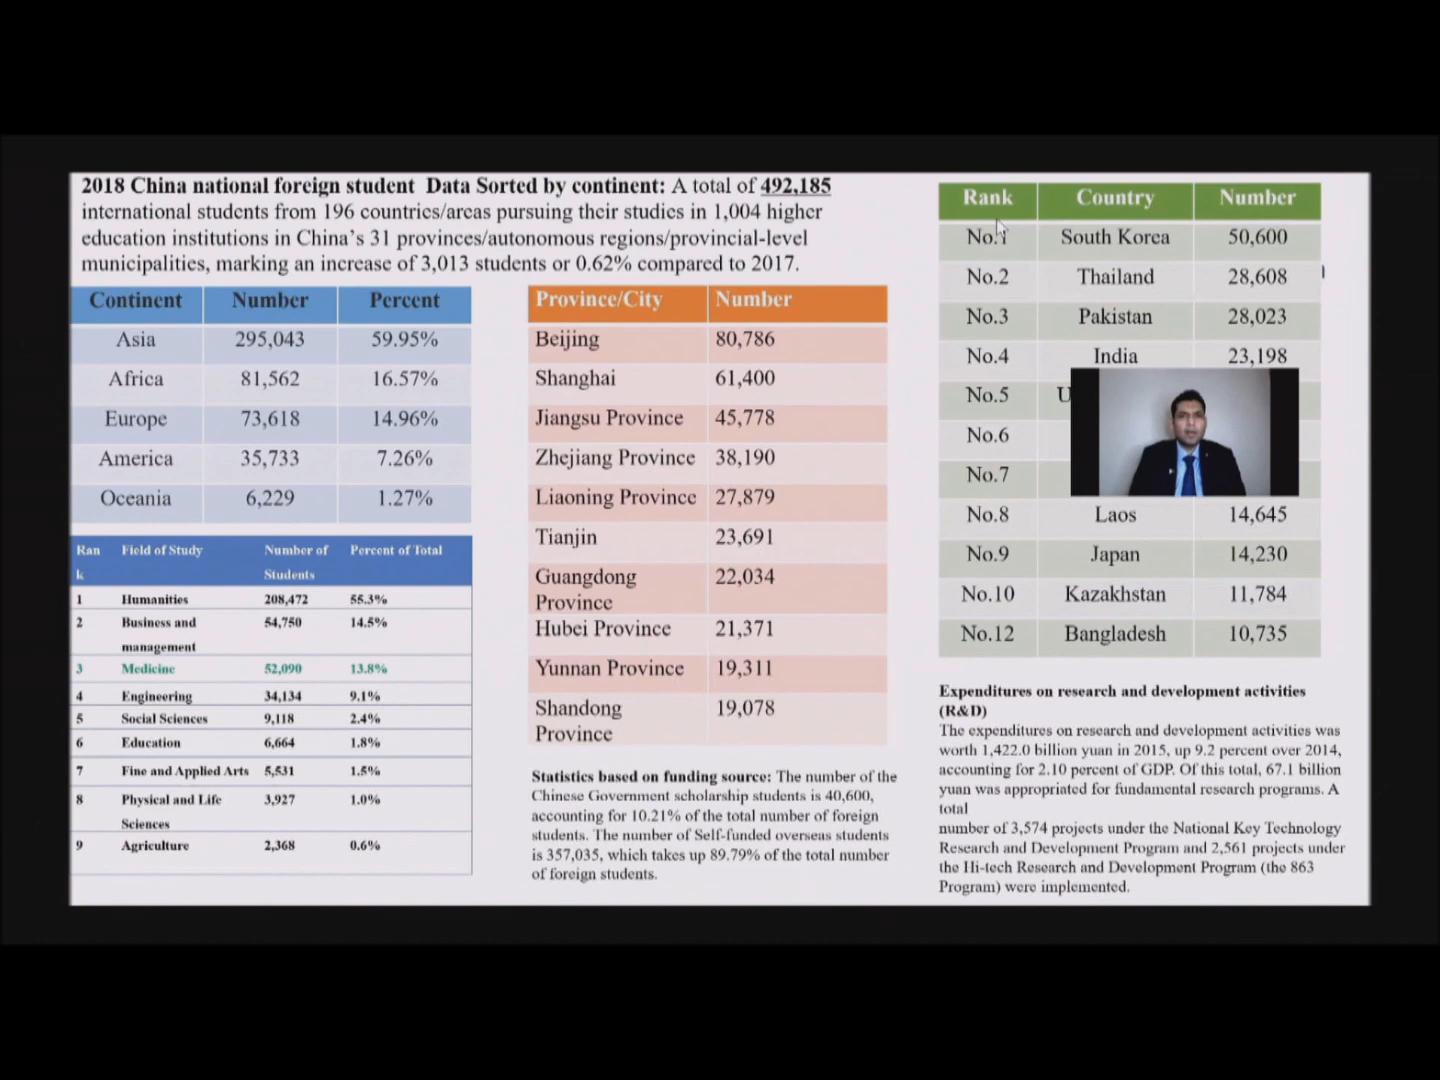 2018 China national foreign student Data Sorted by continent: A total of 492,185
international students from 196 countries/areas pursuing their studies in 1,004 higher
education institutions in China's 31 provinces/autonomous regions/provincial-level
municipalities, marking an increase of 3,013 students or 0.62% compared to 2017.
Continent Number Percent
Asia 295,043 59.95%
Africa 81,562 16.57%
Europe 73,618 14.96%
America 35,733 7.26%
Oceania 6,229 1.27%
Ran Field of Study Number of Percent of Total
k Students
1 Humanities 208,472 55.3%
2 Business and 54,750 14.5%
management
3 Medicine 52,090 13.8%
4 Engineering 34,134 9.1%
5 Social Sciences 9,118 2.4%
6 Education 6,664 1.8%
7 Fine and Applied Arts 5,531 1.5%
8 Physical and Life 3,927 1.0%
Sciences
9 Agriculture 2,368 0.6%
Province/City Number
Beijing 80,786
Shanghai 61,400
Jiangsu Province 45,778
Zhejiang Province 38,190
Liaoning Province 27,879
Tianjin 23,691
Guangdong 22,034
Province
Hubei Province 21,371
Yunnan Province 19,311
Shandong 19,078
Province
Statistics based on funding source: The number of the
Chinese Government scholarship students is 40,600,
accounting for 10.21% of the total number of foreign
students. The number of Self-funded overseas students
is 357,035, which takes up 89.79% of the total number
of foreign students.
Rank Country Number
No.1 South Korea 50,600
No.2 Thailand 28,608
No.3 Pakistan 28,023
No.4 India 23,198
No.5 U
No.6
No.7
No.8 Laos 14,645
No.9 Japan 14,230
No.10 Kazakhstan 11,784
No.12 Bangladesh 10,735
Expenditures on research and development activities
(R&D)
The expenditures on research and development activities was
worth 1,422.0 billion yuan in 2015, up 9.2 percent over 2014,
accounting for 2.10 percent of GDP. Of this total, 67.1 billion
yuan was appropriated for fundamental research programs. A
total
number of 3,574 projects under the National Key Technology
Research and Development Program and 2,561 projects under
the Hi-tech Research and Development Program (the 863
Program) were implemented.